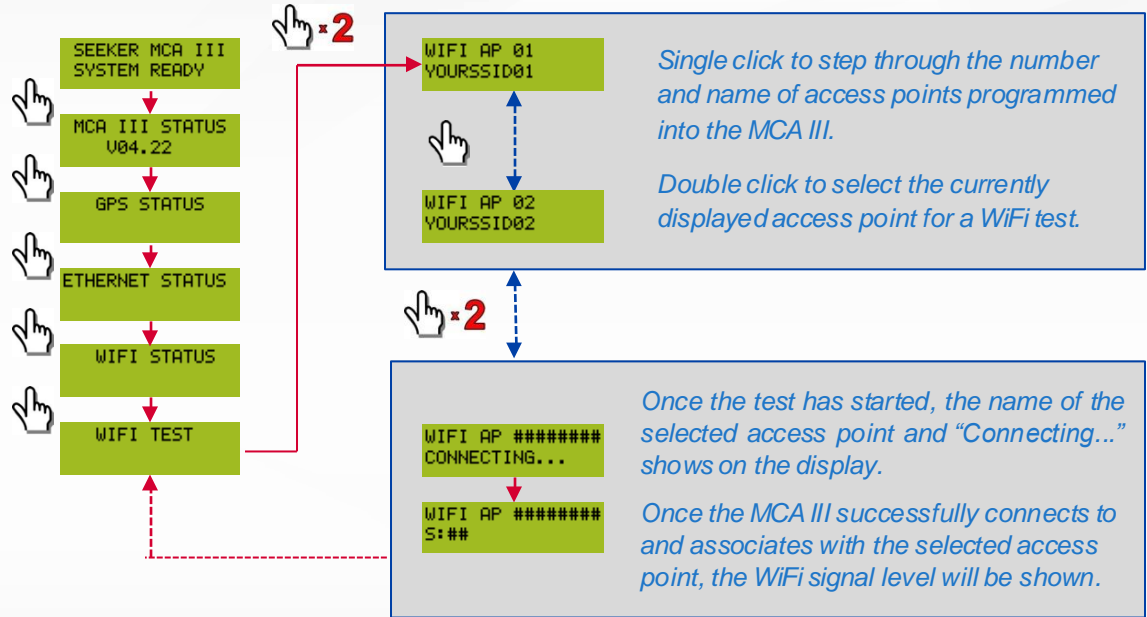 × 2
SEEKER MCA III
SYSTEM READY
MCA III STATUS
V04.22
GPS STATUS
ETHERNET STATUS
WIFI STATUS
WIFI TEST
WIFI AP 01
YOURSSID01
WIFI AP 02
YOURSSID02
Single click to step through the number
and name of access points programmed
into the MCA III.
Double click to select the currently
displayed access point for a WiFi test.
× 2
WIFI AP ########
CONNECTING...
WIFI AP ########
S:##
Once the test has started, the name of the
selected access point and “Connecting...”
shows on the display.
Once the MCA III successfully connects to
and associates with the selected access
point, the WiFi signal level will be shown.